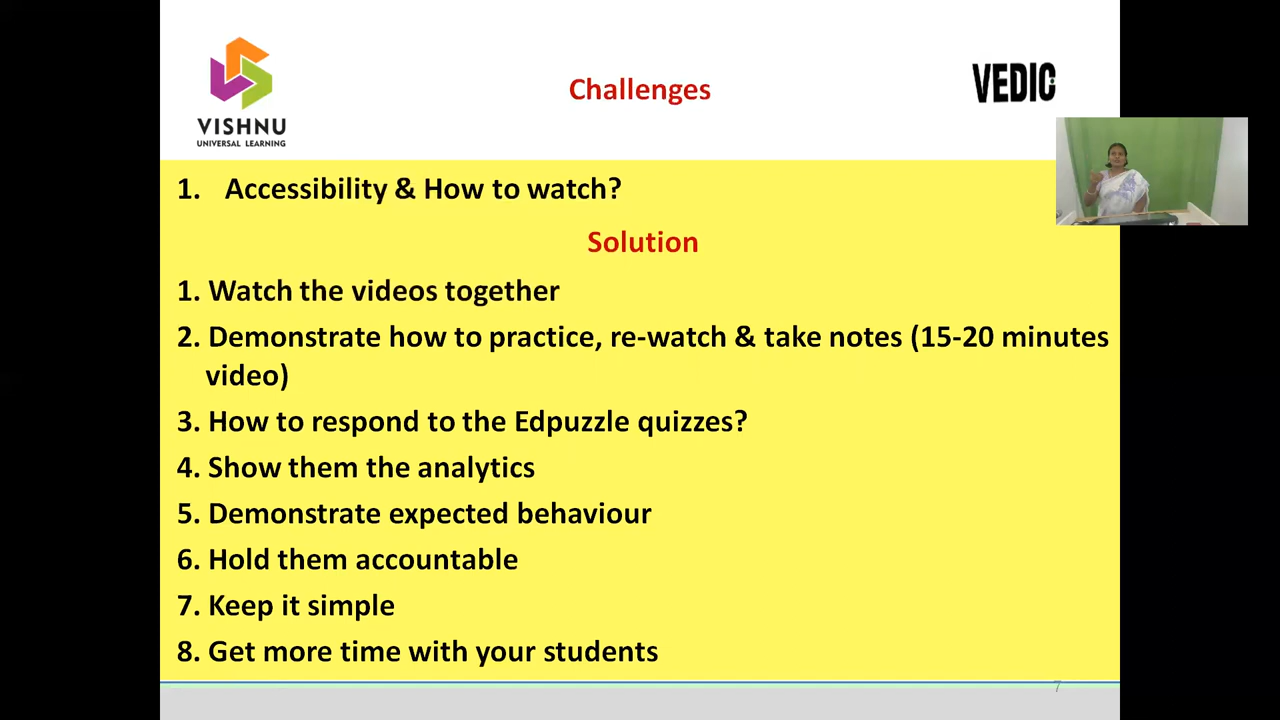 VISHNU
UNIVERSAL LEARNING
Challenges
VEDIC
1. Accessibility & How to watch?
Solution
1. Watch the videos together
2. Demonstrate how to practice, re-watch & take notes (15-20 minutes
video)
3. How to respond to the Edpuzzle quizzes?
4. Show them the analytics
5. Demonstrate expected behaviour
6. Hold them accountable
7. Keep it simple
8. Get more time with your students
7